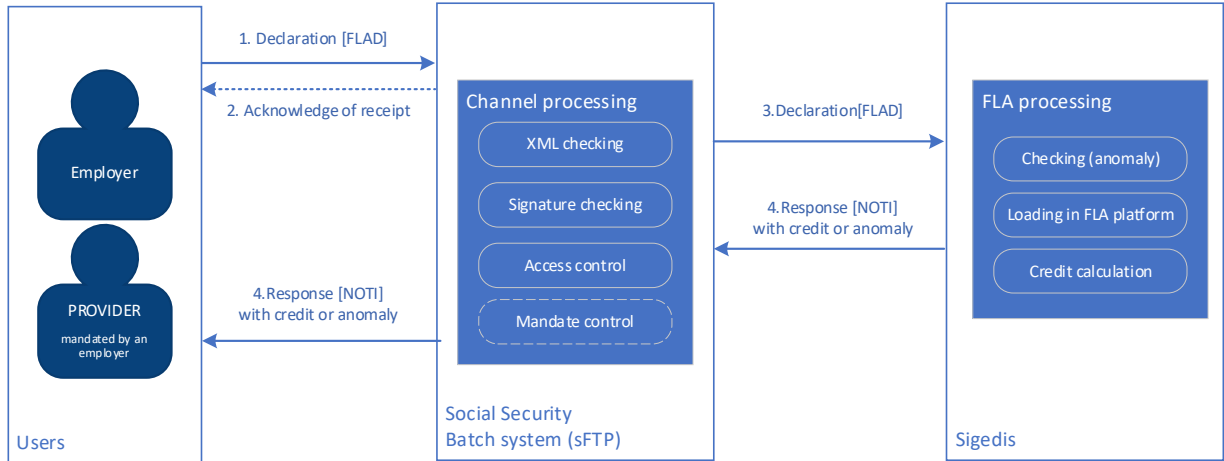 1. Declaration [FLAD]
2. Acknowledge of receipt
Employer
PROVIDER
mandated by an
employer
4.Response [NOTI]
with credit or anomaly
Users
Channel processing
XML checking
Signature checking
Access control
Mandate control
Social Security
Batch system (sFTP)
3.Declaration[FLAD]
4.Response [NOTI]
with credit or anomaly
FLA processing
Checking (anomaly)
Loading in FLA platform
Credit calculation
Sigedis